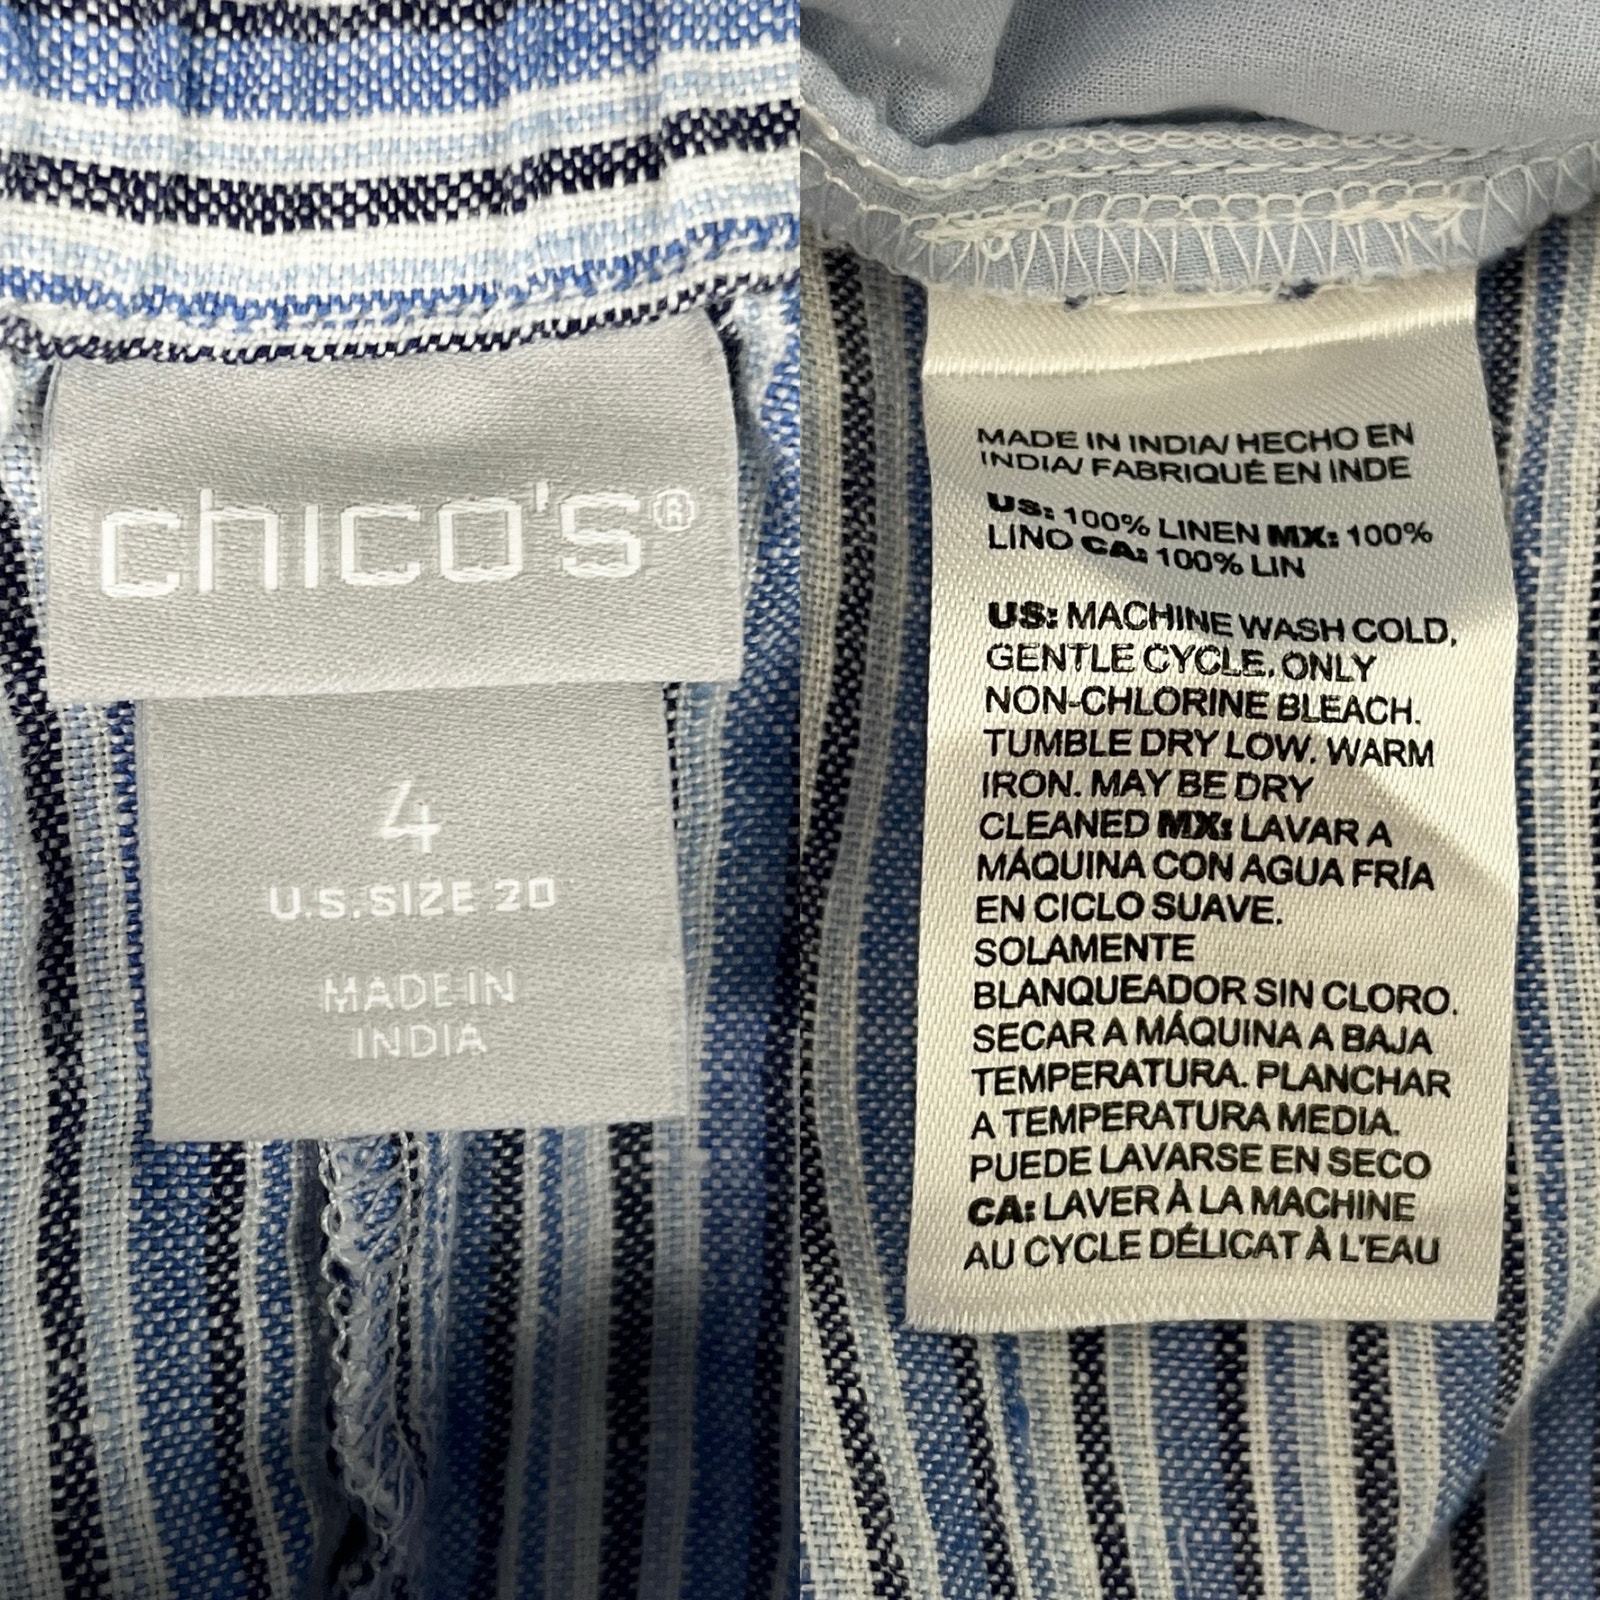 chico's®
4
U.S. SIZE 20
MADE IN
INDIA
MADE IN INDIA/ HECHO EN
INDIA/ FABRIQUÉ EN INDE
US: 100% LINEN MX: 100%
LINO CA: 100% LIN
US: MACHINE WASH COLD,
GENTLE CYCLE. ONLY
NON-CHLORINE BLEACH.
TUMBLE DRY LOW. WARM
IRON. MAY BE DRY
CLEANED MX: LAVAR A
MÁQUINA CON AGUA FRÍA
EN CICLO SUAVE.
SOLAMENTE
BLANQUEADOR SIN CLORO.
SECAR A MÁQUINA A BAJA
TEMPERATURA. PLANCHAR
A TEMPERATURA MEDIA.
PUEDE LAVARSE EN SECO
CA: LAVER À LA MACHINE
AU CYCLE DÉLICAT À L'EAU